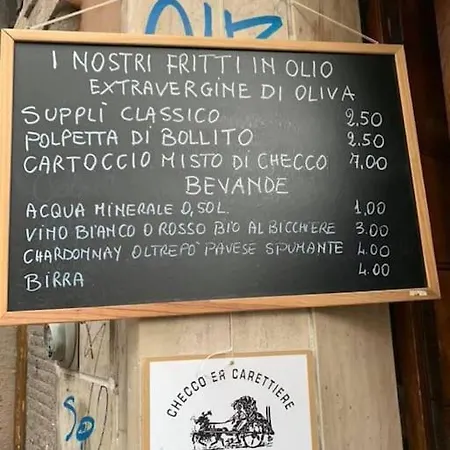 I NOSTRI FRITTI IN OLIO
EXTRAVERGINE DI OLIVA
SUPPLÌ CLASSICO 2.50
POLPETTA DI BOLLITO 2.50
CARTOCCIO MISTO DI CHECCO 7,00
BEVANDE
ACQUA MINERALE 0,50L. 1,00
VINO BIANCO O ROSSO BIO AL BICCHIERE 3.00
CHARDONNAY OLTREPO' PAVESE SPUMANTE 4.00
BIRRA 4.00
CHECCO ER CARETTIERE